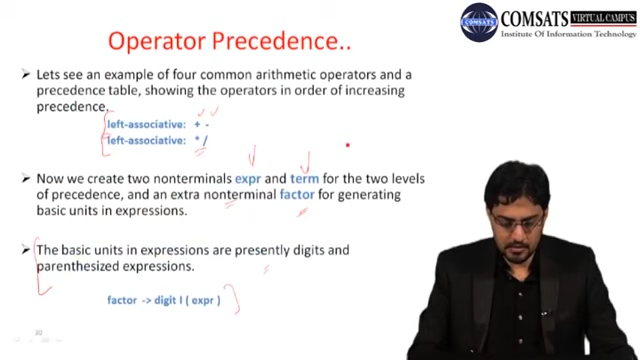 COMSATS VIRTUAL CAMPUS
Institute Of Information Technology
Operator Precedence..
➢ Lets see an example of four common arithmetic operators and a
precedence table, showing the operators in order of increasing
precedence.
left-associative: + -
left-associative: * /
➢ Now we create two nonterminals expr and term for the two levels
of precedence, and an extra nonterminal factor for generating
basic units in expressions.
➢ The basic units in expressions are presently digits and
parenthesized expressions.
factor -> digit I ( expr )
30